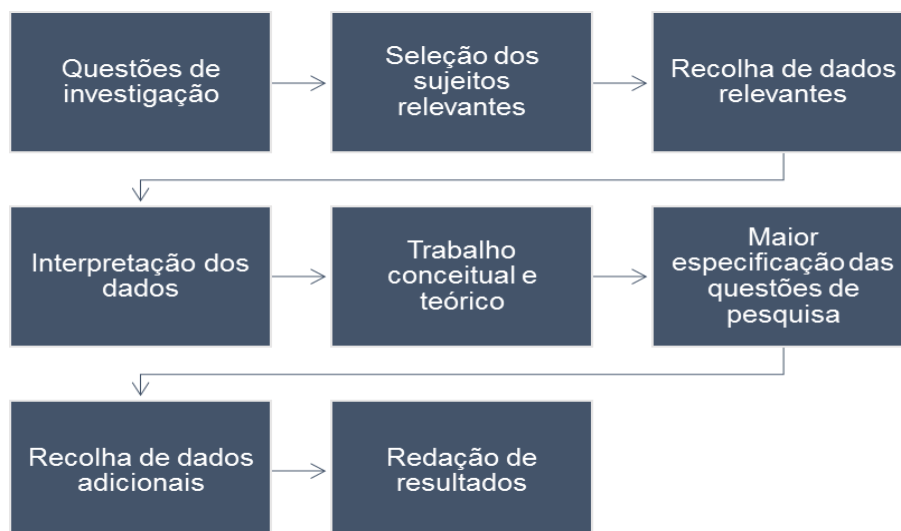 Questões de
investigação
Seleção dos
sujeitos
relevantes
Recolha de dados
relevantes
Interpretação dos
dados
Trabalho
conceitual e
teórico
Maior
especificação das
questões de
pesquisa
Recolha de dados
adicionais
Redação de
resultados